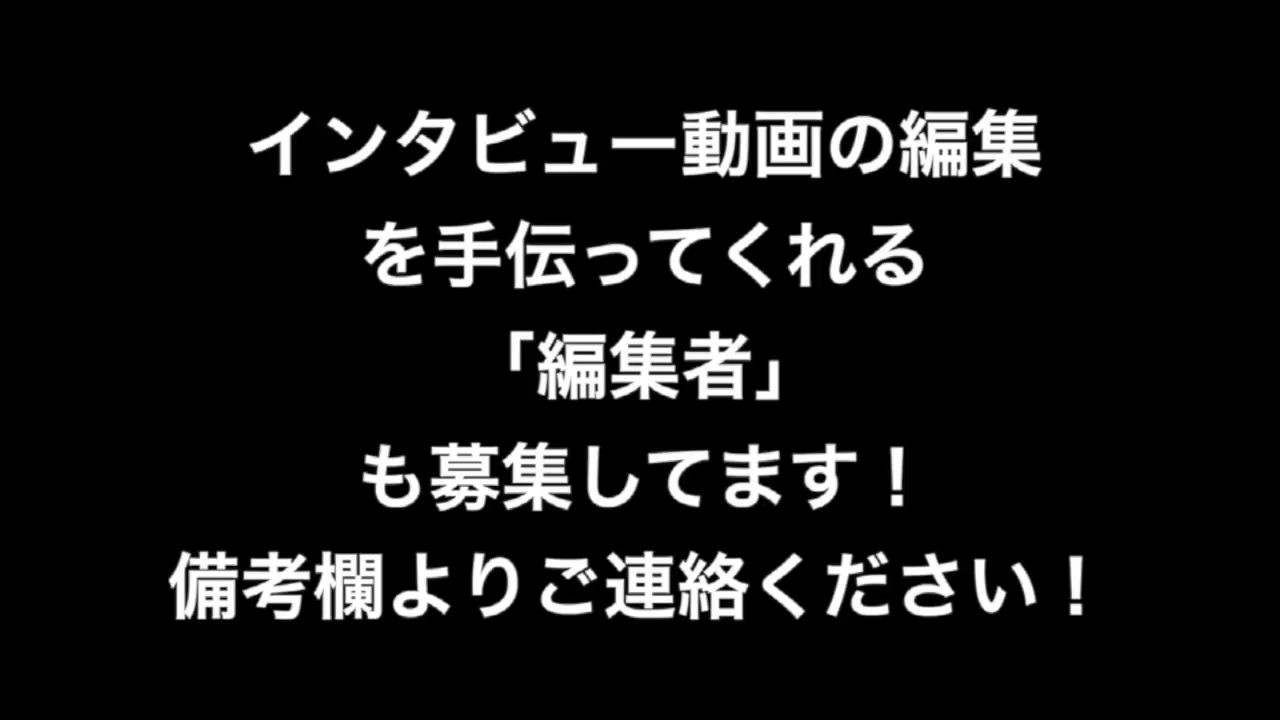 インタビュー動画の編集
を手伝ってくれる
「編集者」
も募集してます！
備考欄よりご連絡ください！